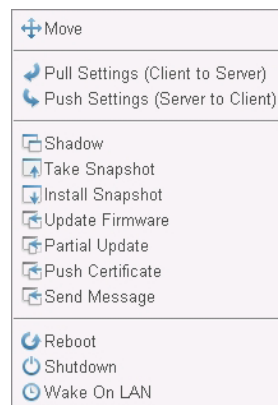 Move
Pull Settings (Client to Server)
Push Settings (Server to Client)
Shadow
Take Snapshot
Install Snapshot
Update Firmware
Partial Update
Push Certificate
Send Message
Reboot
Shutdown
Wake On LAN